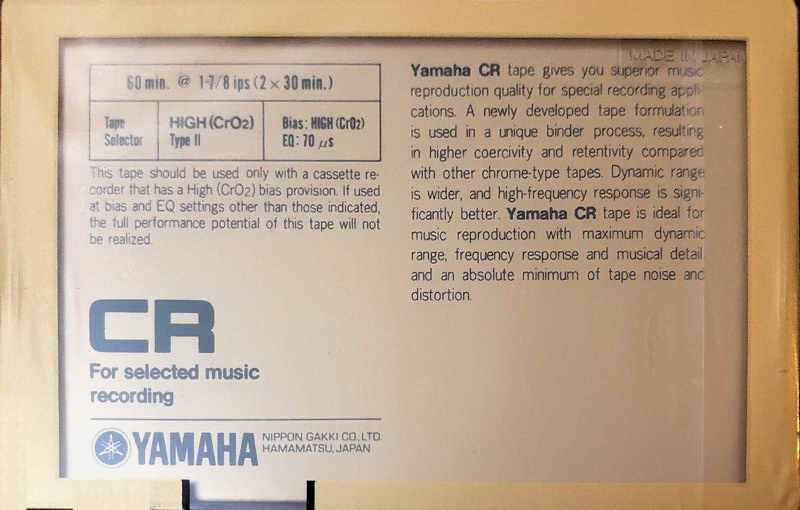 MADE IN JAPAN
60 min. @ 1-7/8 ips (2 × 30 min.)
Tape Selector
HIGH (CrO2) Type II
Bias: HIGH (CrO2) EQ: 70 μs
This tape should be used only with a cassette re-
corder that has a High (CrO2) bias provision. If used
at bias and EQ settings other than those indicated,
the full performance potential of this tape will not
be realized.
CR
For selected music
recording
YAMAHA
NIPPON GAKKI CO., LTD.
HAMAMATSU, JAPAN
Yamaha CR tape gives you superior music
reproduction quality for special recording appli-
cations. A newly developed tape formulation
is used in a unique binder process, resulting
in higher coercivity and retentivity compared
with other chrome-type tapes. Dynamic range
is wider, and high-frequency response is signi-
ficantly better. Yamaha CR tape is ideal for
music reproduction with maximum dynamic
range, frequency response and musical detail,
and an absolute minimum of tape noise and
distortion.